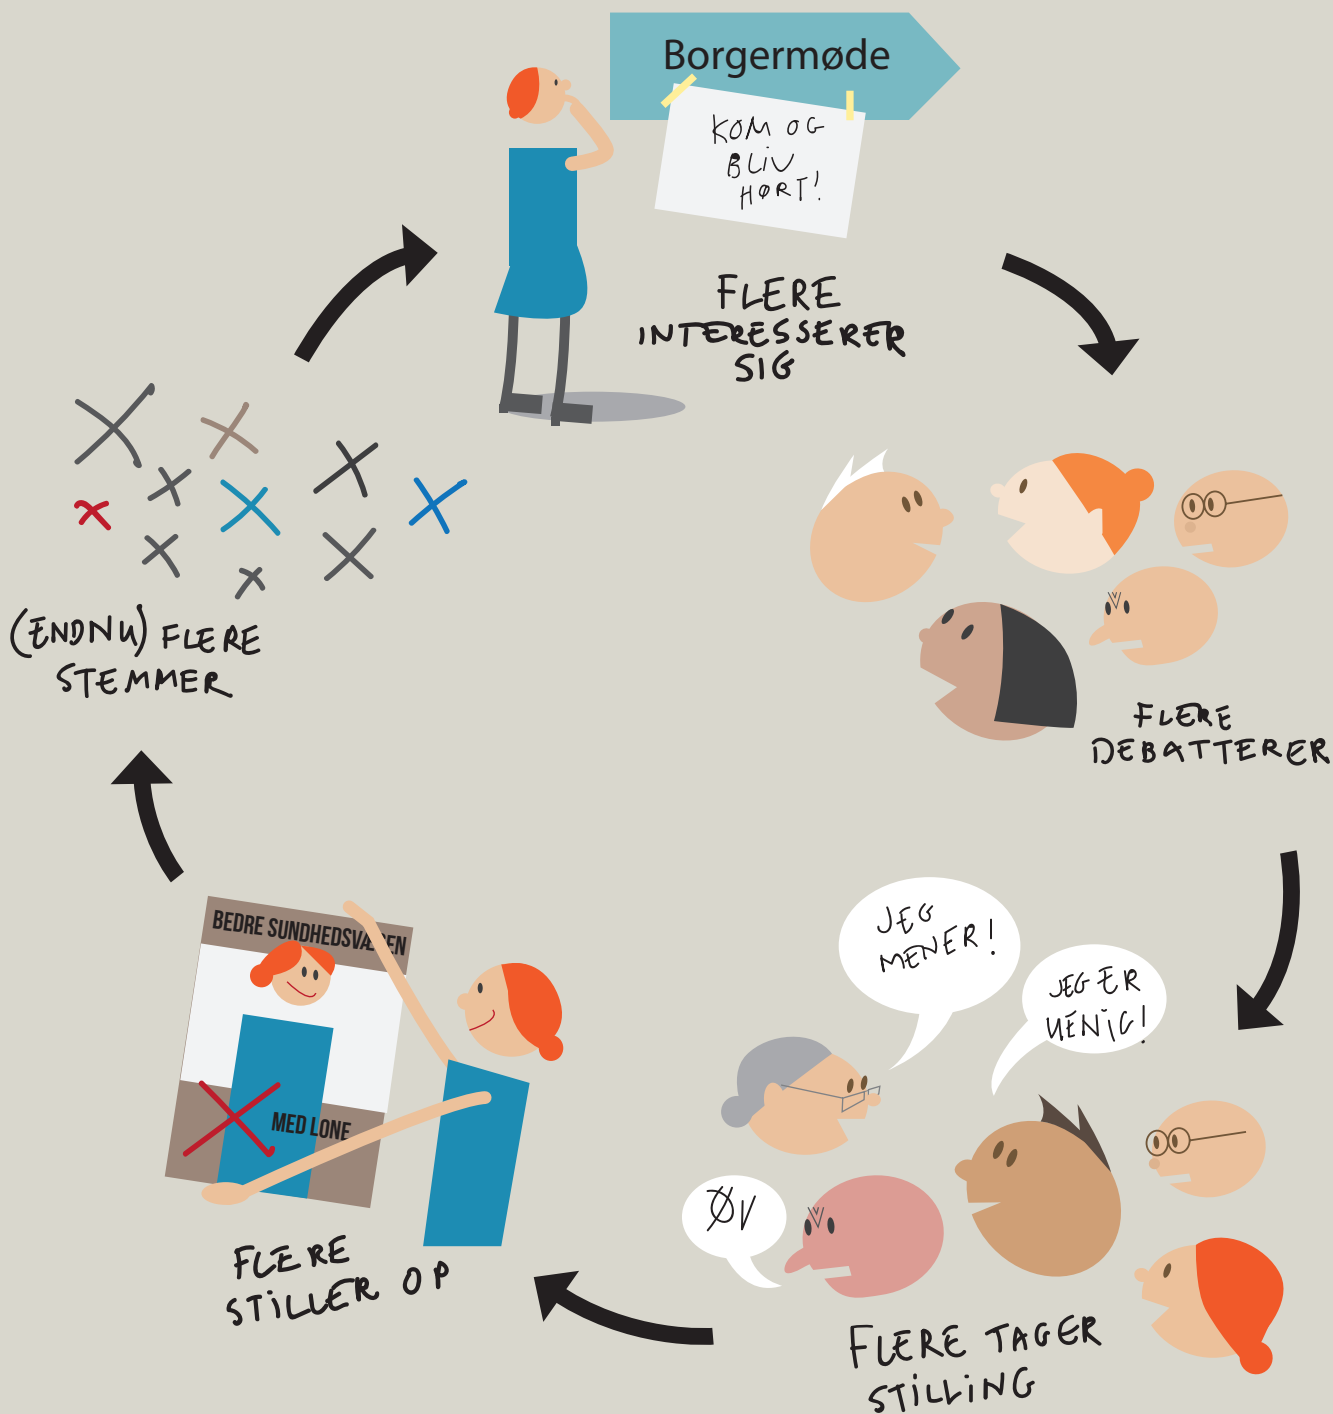 Borgermøde
KOM OG
BLIV
HØRT!
FLERE
INTERESSERER
SIG
FLERE
DEBATTERER
JEG
MENER!
JEG ER
UENIG!
ØV
FLERE TAGER
STILLING
BEDRE SUNDHEDSVÆSEN
MED LONE
FLERE
STILLER OP
(ENDNU) FLERE
STEMMER